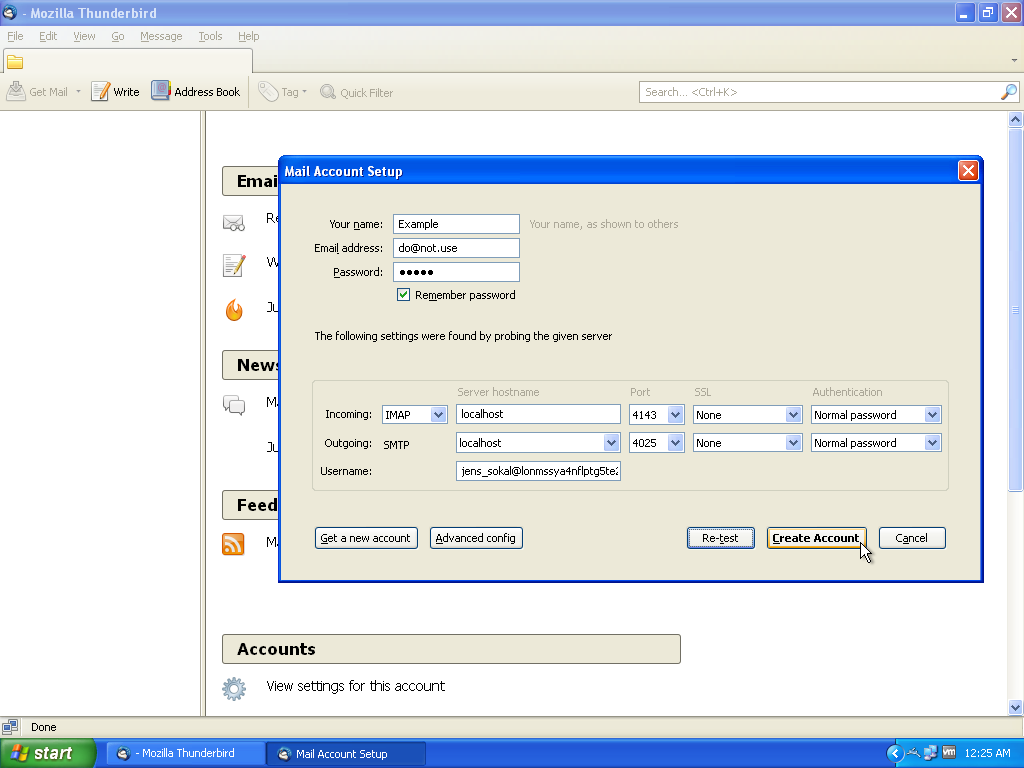 - Mozilla Thunderbird
File Edit View Go Message Tools Help
Get Mail Write Address Book Tag Quick Filter Search... <Ctrl+K>
Emai
Re
W
Ju
News
Ma
Ju
Feed
Ma
Accounts
View settings for this account
Mail Account Setup
Your name: Example Your name, as shown to others
Email address: do@not.use
Password: •••••
Remember password
The following settings were found by probing the given server
Server hostname Port SSL Authentication
Incoming: IMAP localhost 4143 None Normal password
Outgoing: SMTP localhost 4025 None Normal password
Username: jens_sokal@lonmssya4nflptg5te
Get a new account Advanced config Re-test Create Account Cancel
Done
start - Mozilla Thunderbird Mail Account Setup 12:25 AM